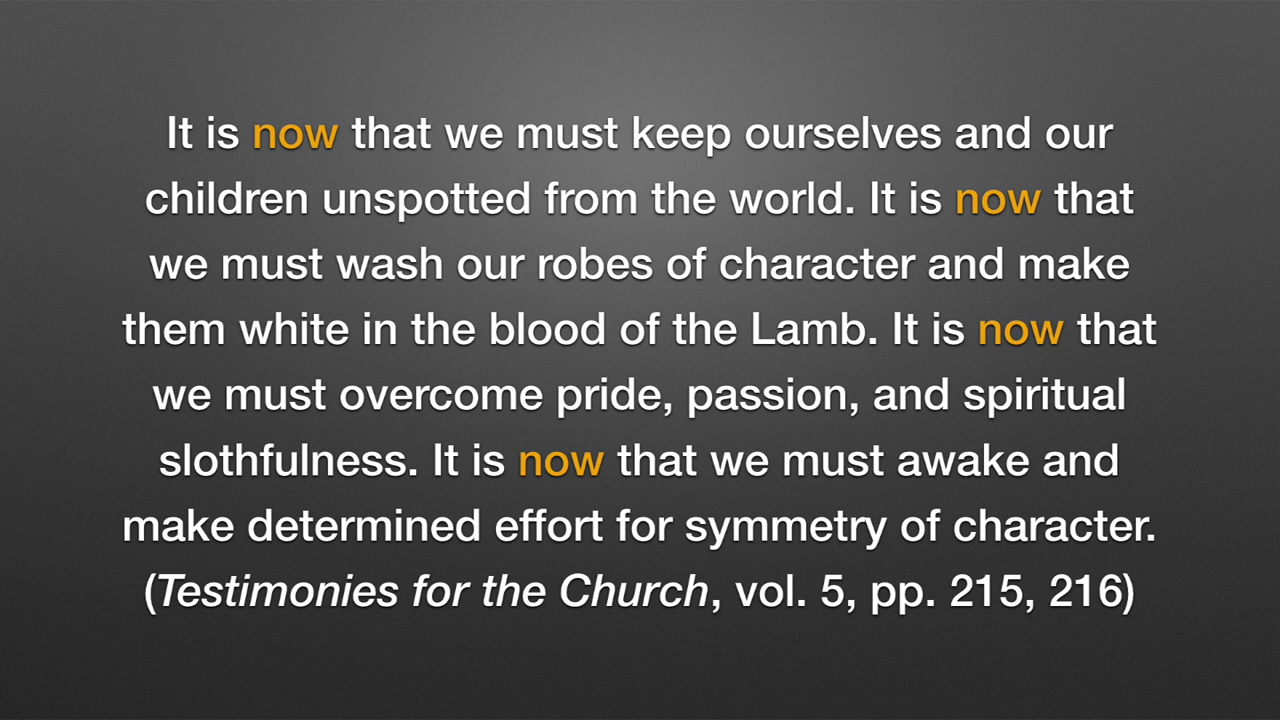 It is now that we must keep ourselves and our
children unspotted from the world. It is now that
we must wash our robes of character and make
them white in the blood of the Lamb. It is now that
we must overcome pride, passion, and spiritual
slothfulness. It is now that we must awake and
make determined effort for symmetry of character.
(Testimonies for the Church, vol. 5, pp. 215, 216)